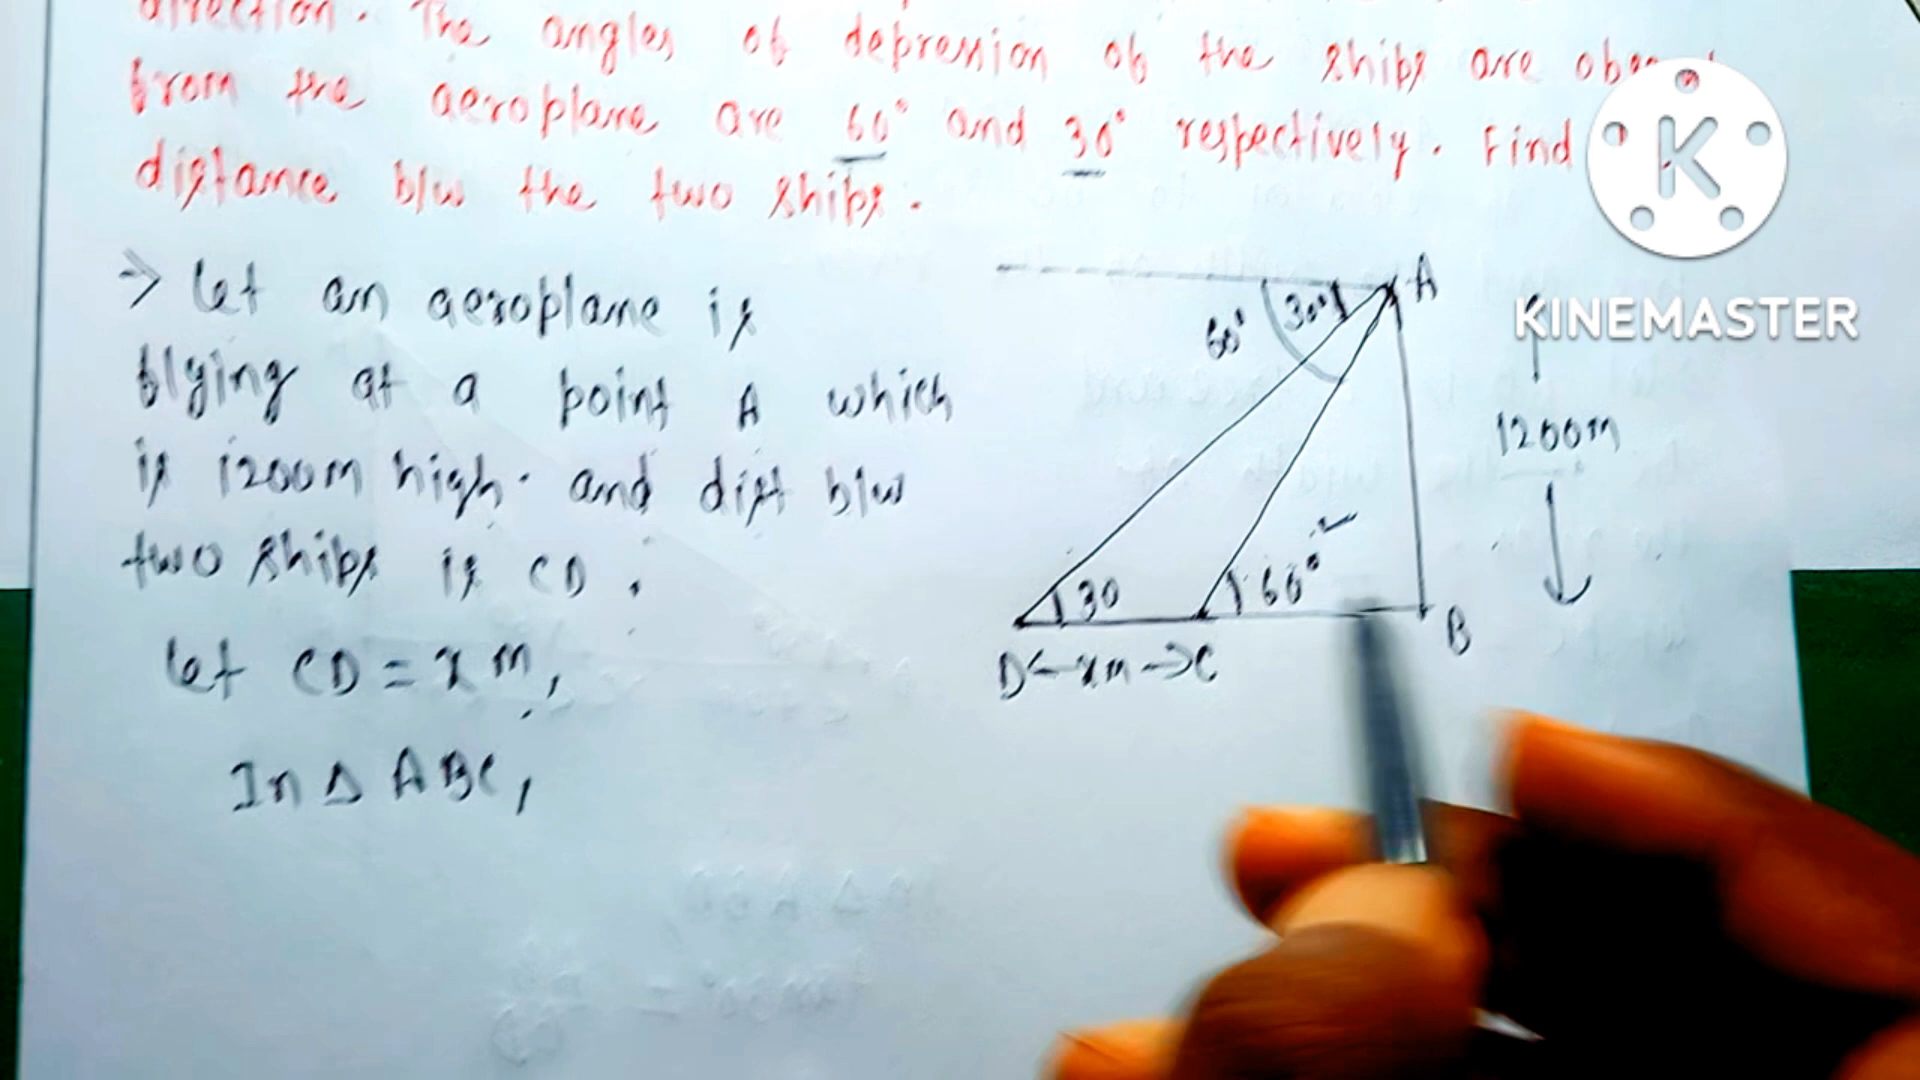 direction. The angles of depression of the ships are
from the aeroplane are 60° and 30° respectively. Find
distance b/w the two ships.
→ Let an aeroplane is
flying at a point A which
is 1200m high. and dist b/w
two ships is CD.
Let CD = x m,
In Δ ABC,
A
60°
30°
1200m
30
60°
B
D ← x m → C
K
KINEMASTER